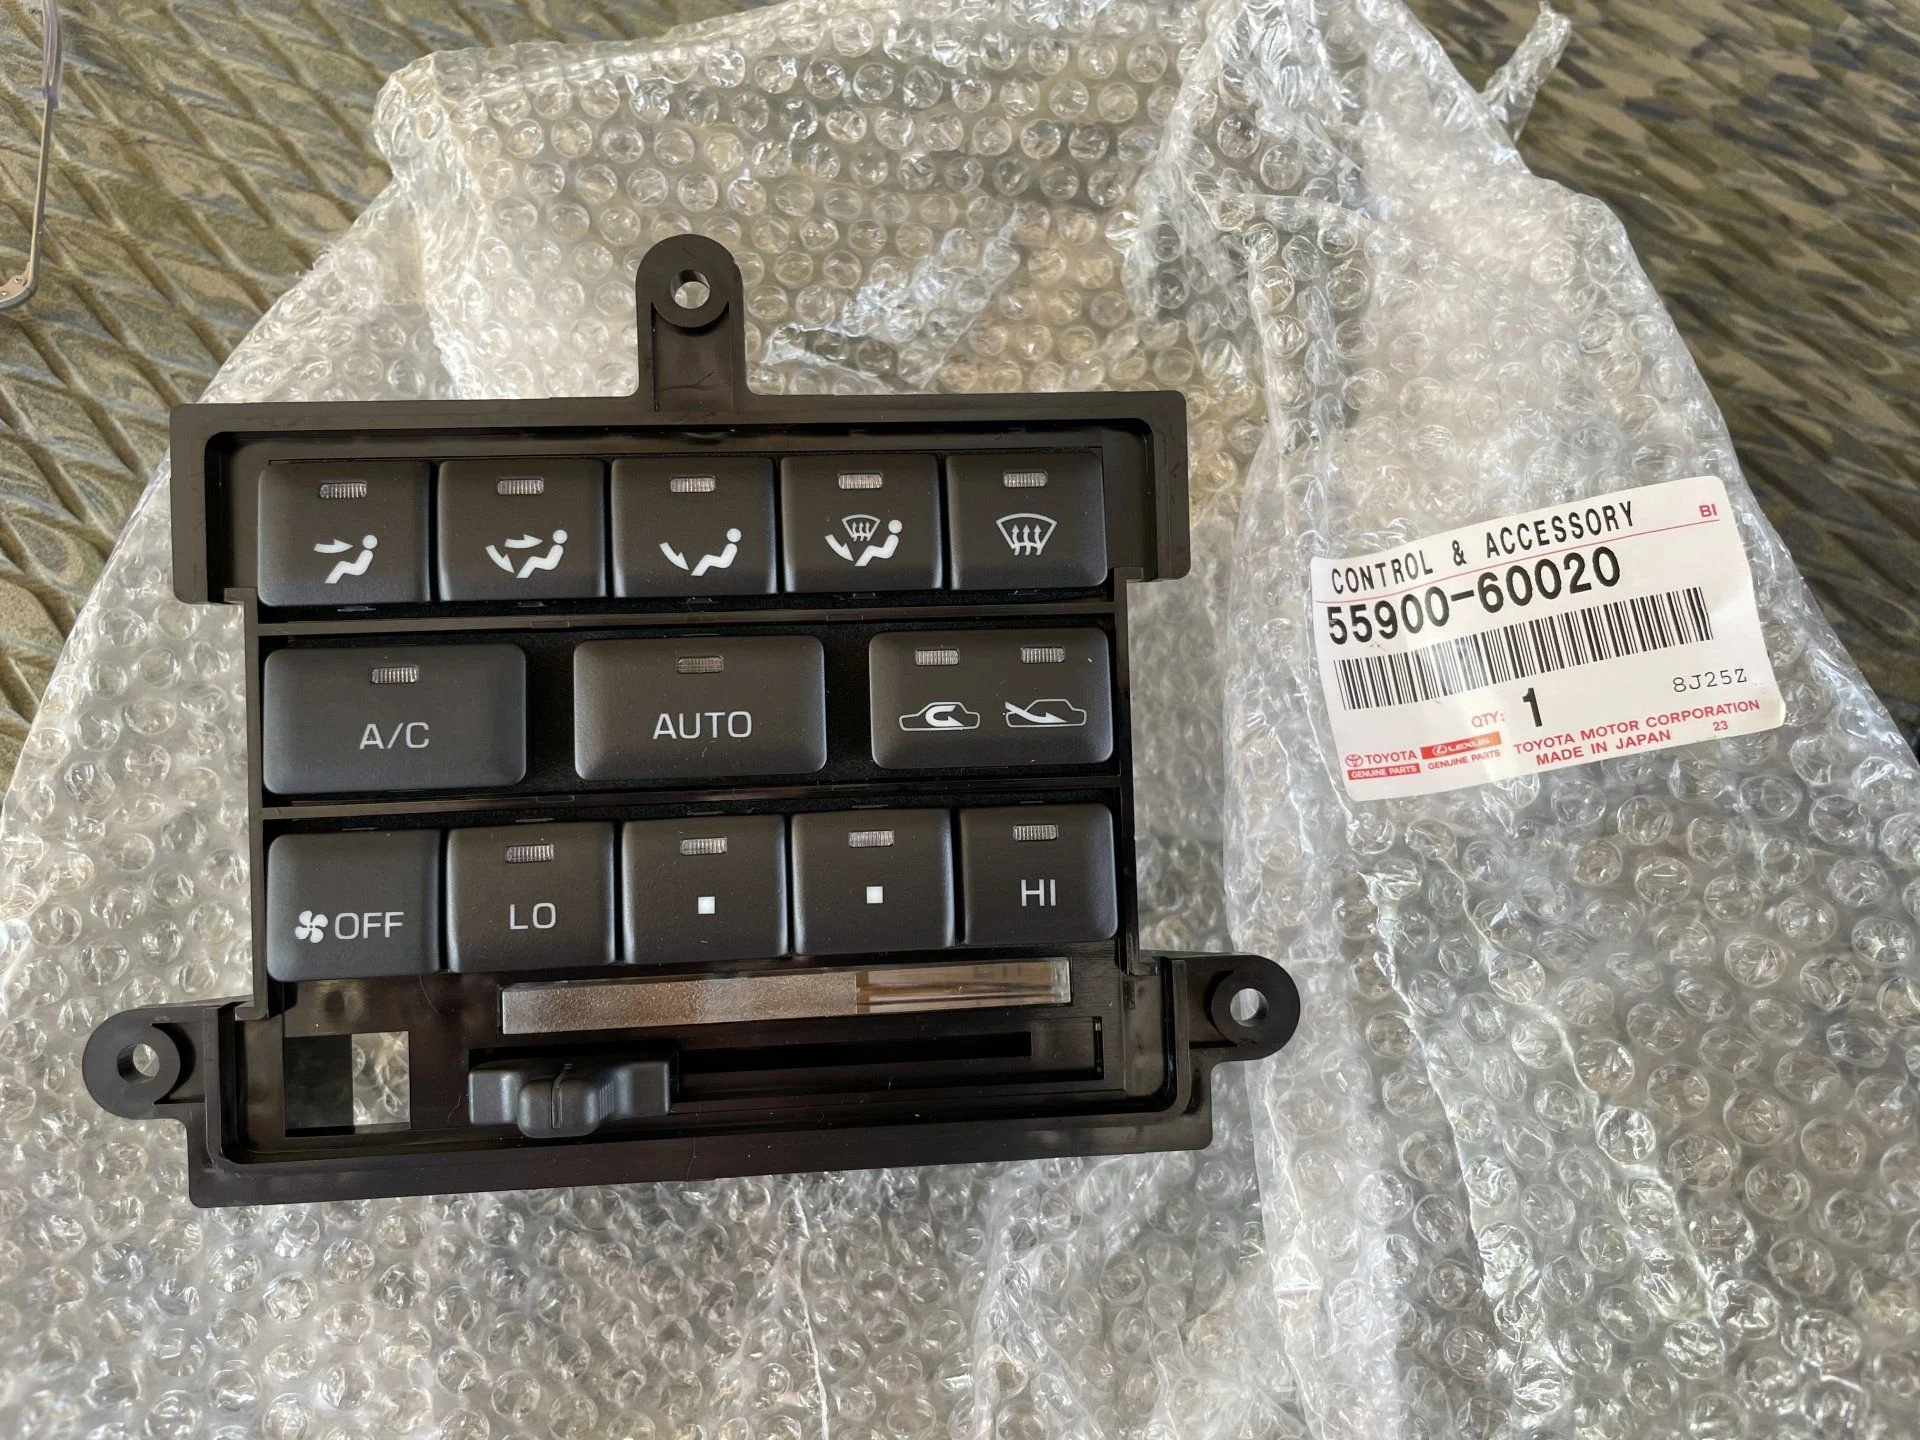 A/C
AUTO
OFF
LO
HI
CONTROL & ACCESSORY
BI
55900-60020
8J25Z
QTY: 1
TOYOTA
GENUINE PARTS
LEXUS
GENUINE PARTS
TOYOTA MOTOR CORPORATION
MADE IN JAPAN
23